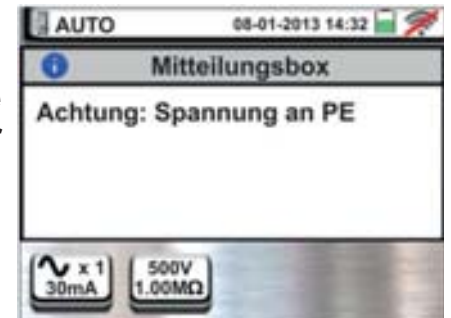 AUTO 08-01-2013 14:32
Mitteilungsbox
Achtung: Spannung an PE
x 1 500V
30mA 1.00MΩ